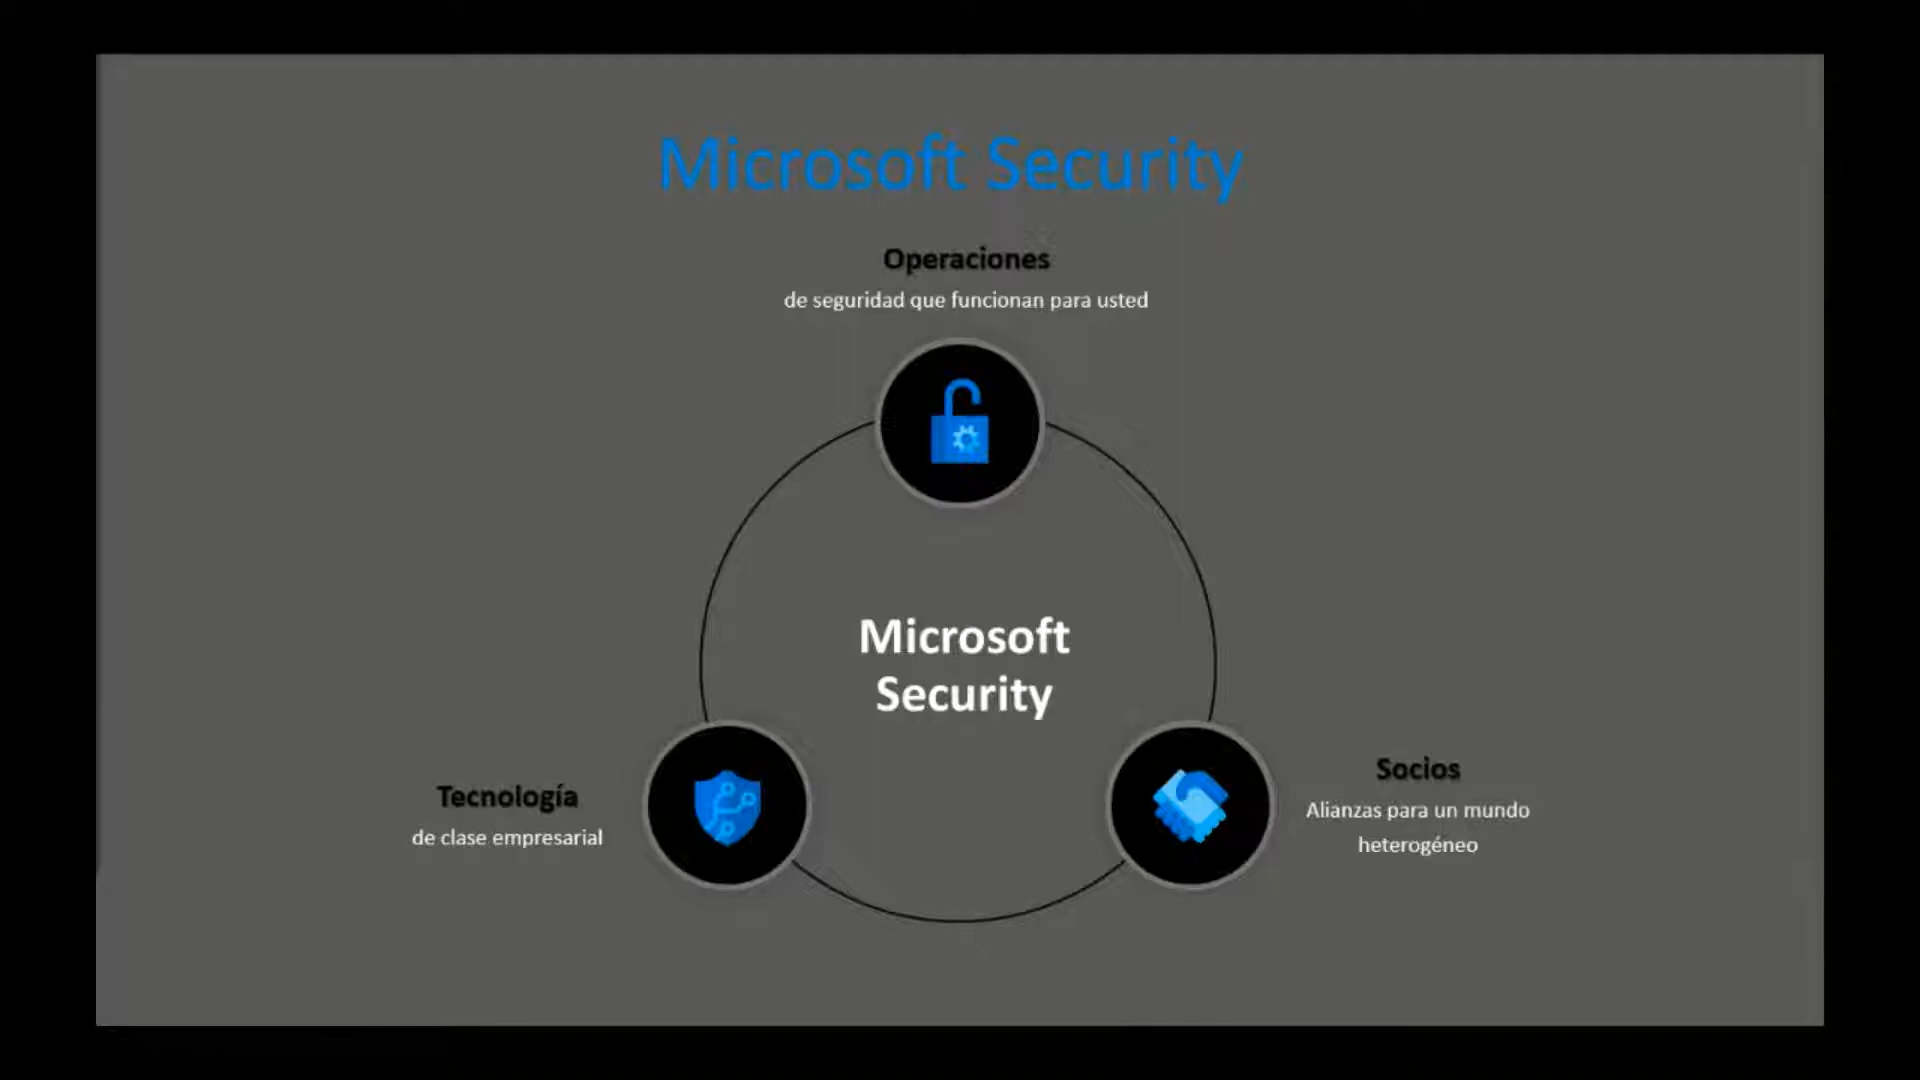 Microsoft Security
Operaciones
de seguridad que funcionan para usted
Microsoft
Security
Tecnología
de clase empresarial
Socios
Alianzas para un mundo
heterogéneo